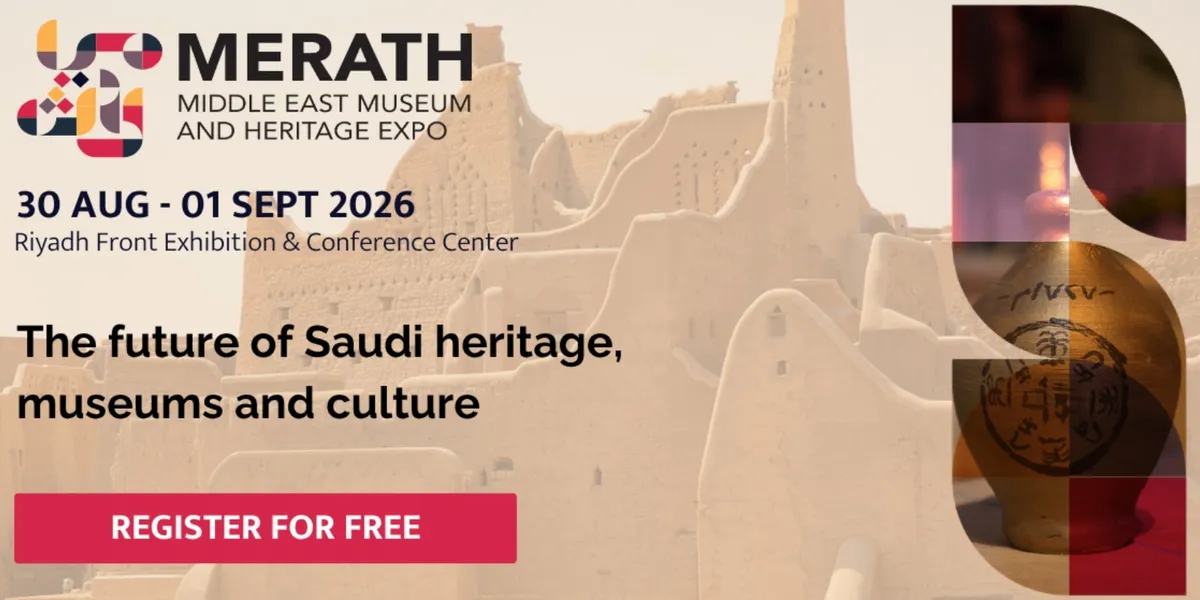 MERATH
MIDDLE EAST MUSEUM
AND HERITAGE EXPO
30 AUG - 01 SEPT 2026
Riyadh Front Exhibition & Conference Center
The future of Saudi heritage,
museums and culture
REGISTER FOR FREE